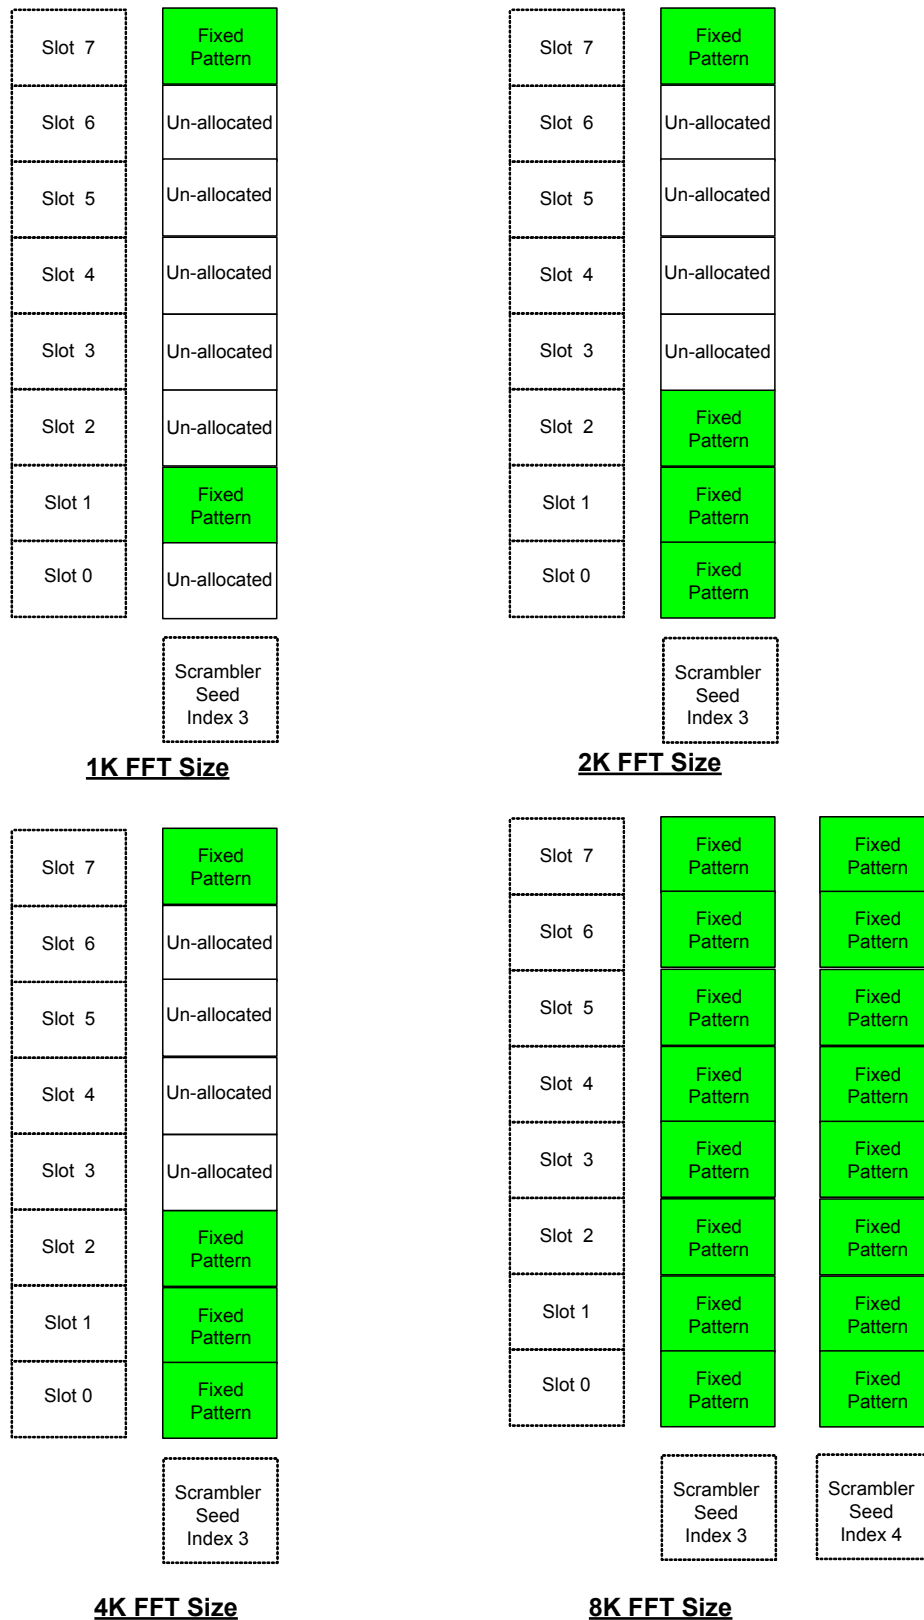 Slot 7
Fixed
Pattern
Slot 6
Un-allocated
Slot 5
Un-allocated
Slot 4
Un-allocated
Slot 3
Un-allocated
Slot 2
Un-allocated
Slot 1
Fixed
Pattern
Slot 0
Un-allocated
Scrambler
Seed
Index 3
1K FFT Size
Slot 7
Fixed
Pattern
Slot 6
Un-allocated
Slot 5
Un-allocated
Slot 4
Un-allocated
Slot 3
Un-allocated
Slot 2
Fixed
Pattern
Slot 1
Fixed
Pattern
Slot 0
Fixed
Pattern
Scrambler
Seed
Index 3
2K FFT Size
Slot 7
Fixed
Pattern
Slot 6
Un-allocated
Slot 5
Un-allocated
Slot 4
Un-allocated
Slot 3
Un-allocated
Slot 2
Fixed
Pattern
Slot 1
Fixed
Pattern
Slot 0
Fixed
Pattern
Scrambler
Seed
Index 3
4K FFT Size
Slot 7
Fixed
Pattern
Fixed
Pattern
Slot 6
Fixed
Pattern
Fixed
Pattern
Slot 5
Fixed
Pattern
Fixed
Pattern
Slot 4
Fixed
Pattern
Fixed
Pattern
Slot 3
Fixed
Pattern
Fixed
Pattern
Slot 2
Fixed
Pattern
Fixed
Pattern
Slot 1
Fixed
Pattern
Fixed
Pattern
Slot 0
Fixed
Pattern
Fixed
Pattern
Scrambler
Seed
Index 3
Scrambler
Seed
Index 4
8K FFT Size